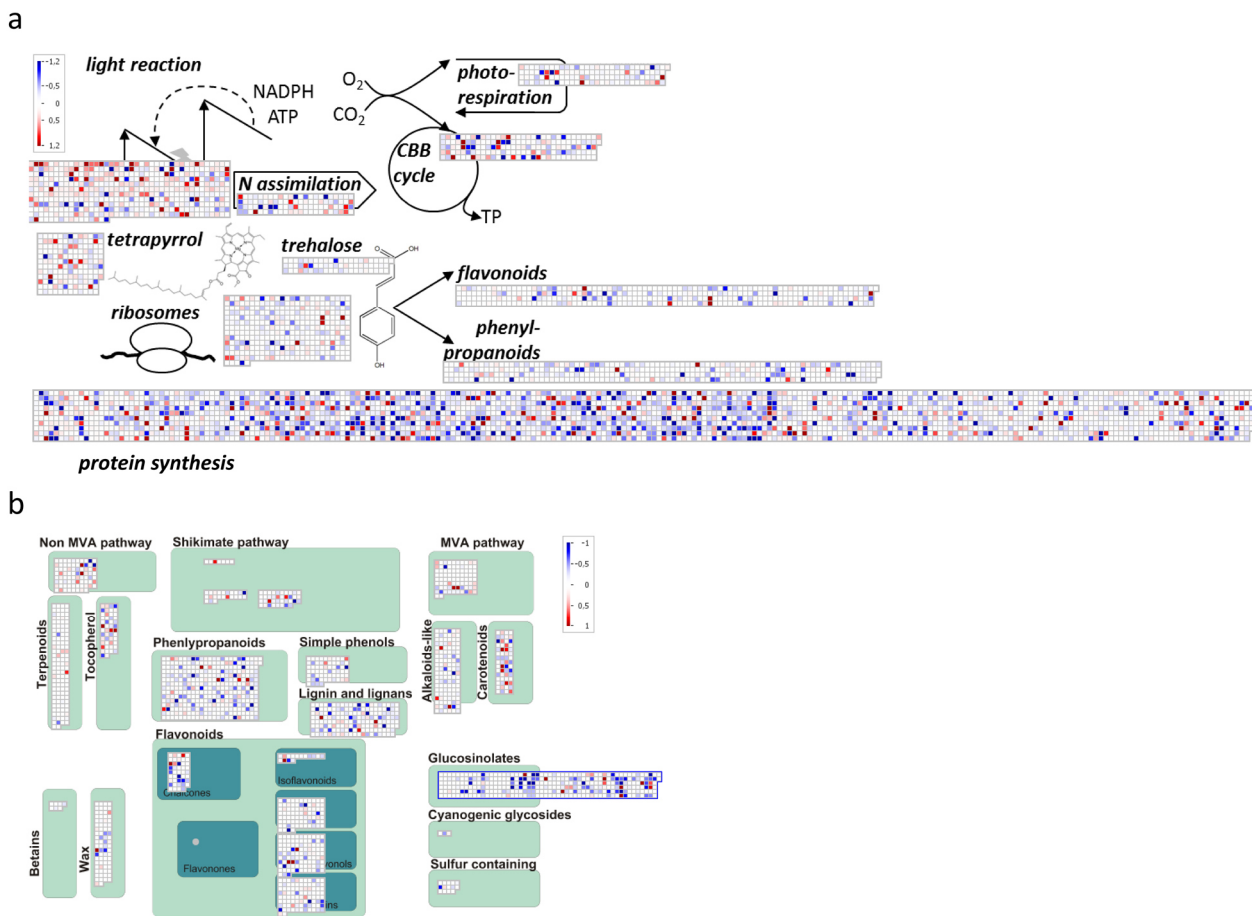 a
-1.2
-0.5
0
0.5
1.2
light reaction
NADPH
ATP
O2
CO2
photo-
respiration
CBB
cycle
N assimilation
TP
tetrapyrrol
trehalose
OH
flavonoids
ribosomes
phenyl-
propanoids
OH
protein synthesis
b
Non MVA pathway
Shikimate pathway
MVA pathway
-1
-0.5
0
0.5
1
Terpenoids
Tocopherol
Phenlypropanoids
Simple phenols
Lignin and lignans
Alkaloids-like
Carotenoids
Flavonoids
Chalcones
Isoflavonoids
Flavonones
vonols
ins
Glucosinolates
Cyanogenic glycosides
Sulfur containing
Betains
Wax